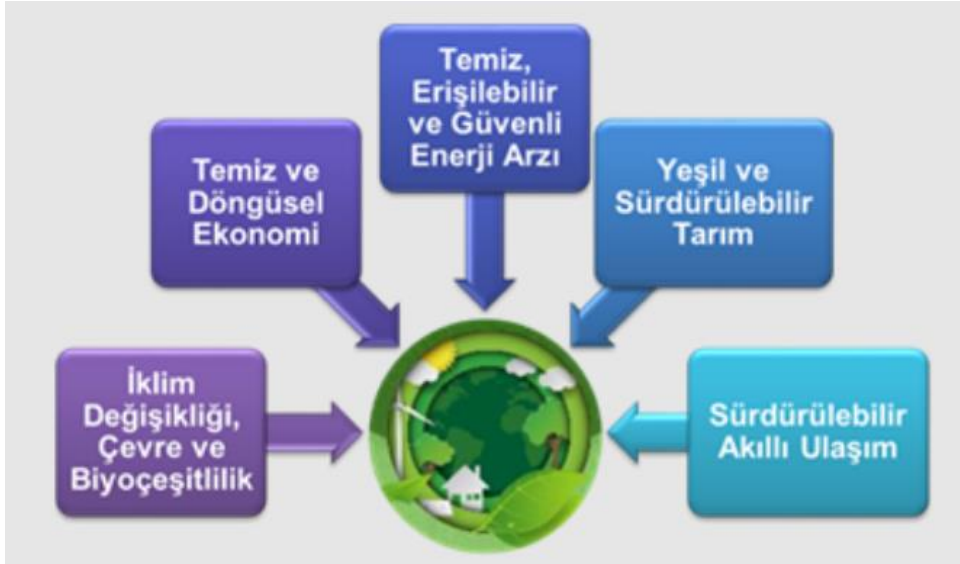 Temiz,
Erişilebilir
ve Güvenli
Enerji Arzı
Temiz ve
Döngüsel
Ekonomi
Yeşil ve
Sürdürülebilir
Tarım
İklim
Değişikliği,
Çevre ve
Biyoçeşitlilik
Sürdürülebilir
Akıllı Ulaşım